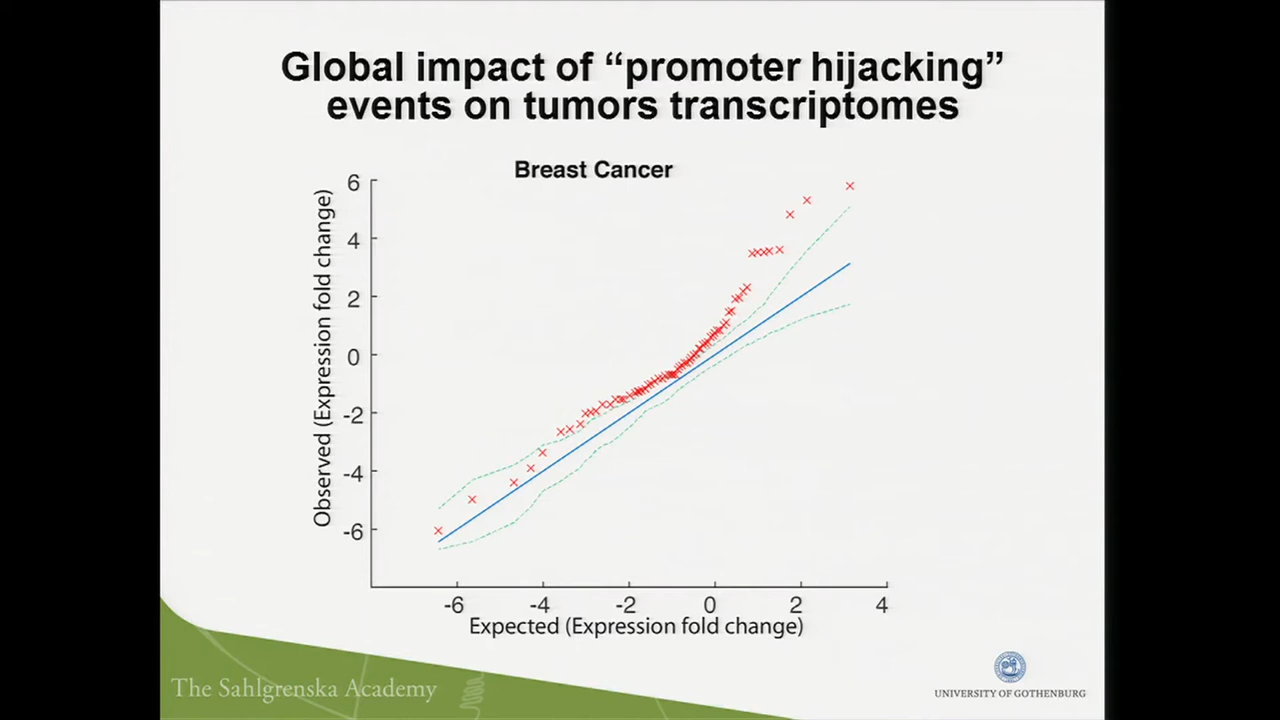 Global impact of “promoter hijacking”
events on tumors transcriptomes
Breast Cancer
Observed (Expression fold change)
6
4
2
0
-2
-4
-6
-6
-4
-2
0
2
4
Expected (Expression fold change)
The Sahlgrenska Academy
UNIVERSITY OF GOTHENBURG